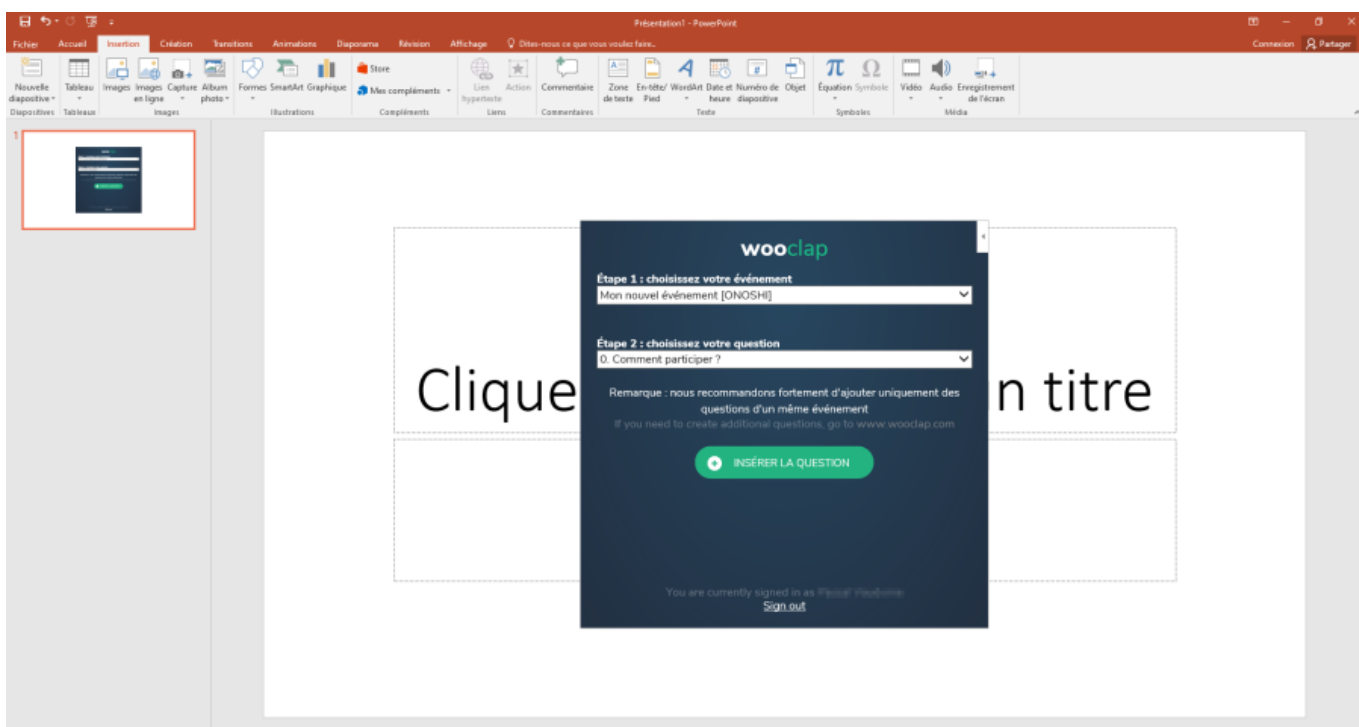 Présentation1 - PowerPoint
Fichier Accueil Insertion Création Transitions Animations Diaporama Révision Affichage Dites-nous ce que vous voulez faire... Connexion Partager
Nouvelle diapositive
Tableau
Images
Images en ligne
Capture
Album photo
Formes
SmartArt
Graphique
Store
Mes compléments
Lien hypertexte
Action
Commentaire
Zone de texte
En-tête/ Pied
WordArt
Date et heure
Numéro de diapositive
Objet
Équation
Symbole
Vidéo
Audio
Enregistrement de l'écran
Diapositives Tableaux Images Illustrations Compléments Liens Commentaires Texte Symboles Média
1
wooclap
Étape 1 : choisissez votre événement
Mon nouvel événement [ONOSHI]
Étape 2 : choisissez votre question
0. Comment participer ?
Clique n titre
Remarque : nous recommandons fortement d'ajouter uniquement des
questions d'un même événement
If you need to create additional questions, go to www.wooclap.com
INSÉRER LA QUESTION
You are currently signed in as
Sign out